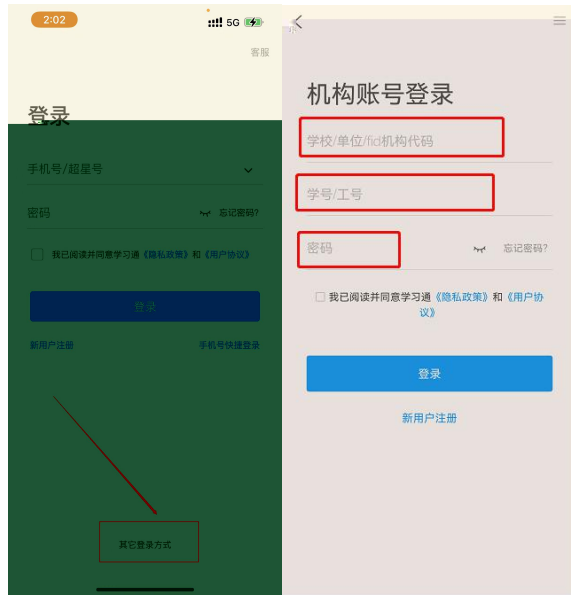 2:02
5G
客服
登录
手机号/超星号
密码
忘记密码?
我已阅读并同意学习通《隐私政策》和《用户协议》
登录
新用户注册
手机号快捷登录
其它登录方式
机构账号登录
学校/单位/fid机构代码
学号/工号
密码
忘记密码?
我已阅读并同意学习通《隐私政策》和《用户协
议》
登录
新用户注册